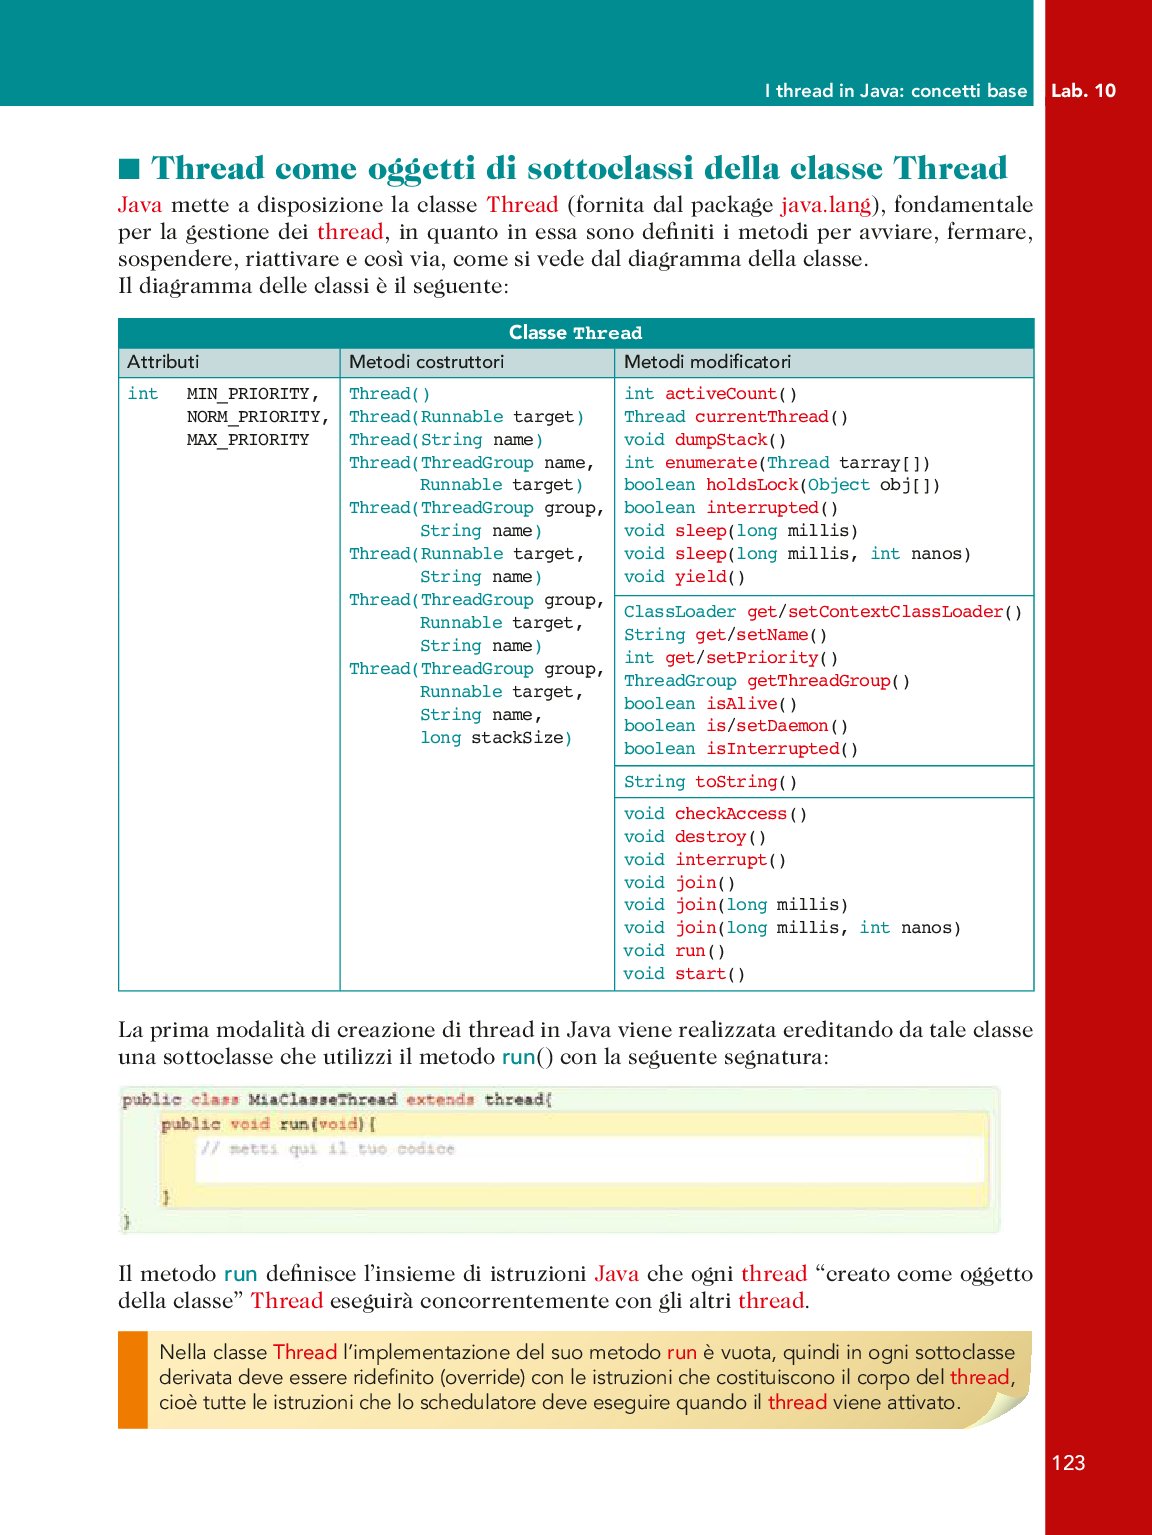 I thread in Java: concetti base Lab. 10
■ Thread come oggetti di sottoclassi della classe Thread
Java mette a disposizione la classe Thread (fornita dal package java.lang), fondamentale
per la gestione dei thread, in quanto in essa sono definiti i metodi per avviare, fermare,
sospendere, riattivare e così via, come si vede dal diagramma della classe.
Il diagramma delle classi è il seguente:
Classe Thread
Attributi
int MIN_PRIORITY,
NORM_PRIORITY,
MAX_PRIORITY
Metodi costruttori
Thread()
Thread(Runnable target)
Thread(String name)
Thread(ThreadGroup name,
Runnable target)
Thread(ThreadGroup group,
String name)
Thread(Runnable target,
String name)
Thread(ThreadGroup group,
Runnable target,
String name)
Thread(ThreadGroup group,
Runnable target,
String name,
long stackSize)
Metodi modificatori
int activeCount()
Thread currentThread()
void dumpStack()
int enumerate(Thread tarray[])
boolean holdsLock(Object obj[])
boolean interrupted()
void sleep(long millis)
void sleep(long millis, int nanos)
void yield()
ClassLoader get/setContextClassLoader()
String get/setName()
int get/setPriority()
ThreadGroup getThreadGroup()
boolean isAlive()
boolean is/setDaemon()
boolean isInterrupted()
String toString()
void checkAccess()
void destroy()
void interrupt()
void join()
void join(long millis)
void join(long millis, int nanos)
void run()
void start()
La prima modalità di creazione di thread in Java viene realizzata ereditando da tale classe
una sottoclasse che utilizzi il metodo run() con la seguente segnatura:
public class MiaClasseThread extends thread{
public void run(void){
// metti qui il tuo codice
}
}
Il metodo run definisce l'insieme di istruzioni Java che ogni thread “creato come oggetto
della classe” Thread eseguirà concorrentemente con gli altri thread.
Nella classe Thread l'implementazione del suo metodo run è vuota, quindi in ogni sottoclasse
derivata deve essere ridefinito (override) con le istruzioni che costituiscono il corpo del thread,
cioè tutte le istruzioni che lo schedulatore deve eseguire quando il thread viene attivato.
123